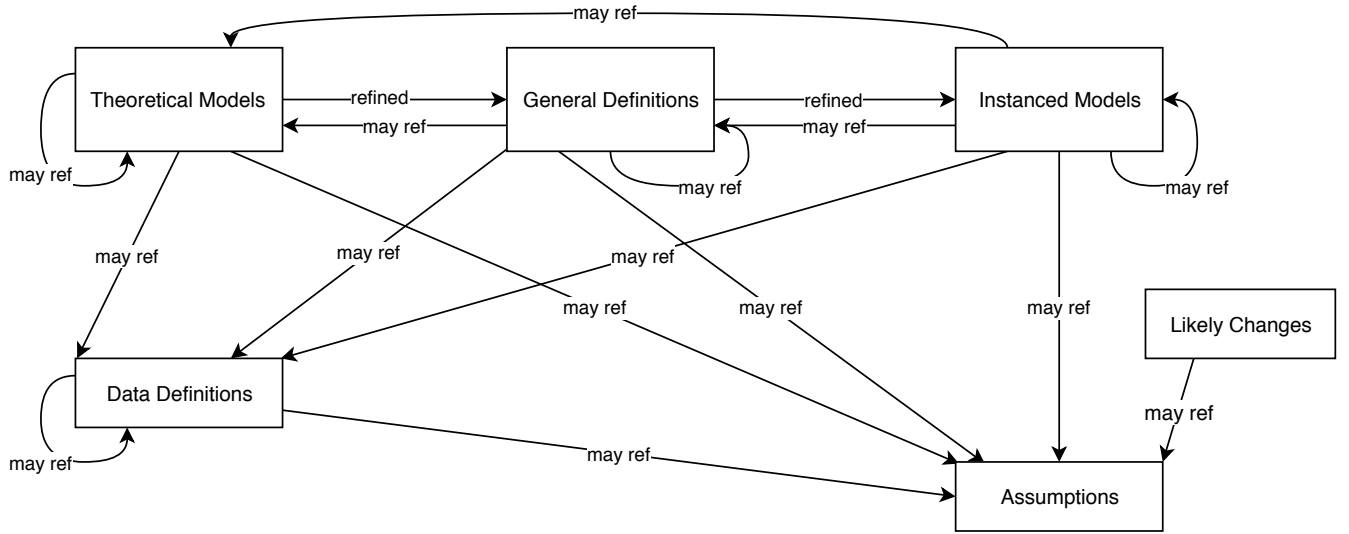 may ref
Theoretical Models
refined
General Definitions
refined
Instanced Models
may ref
may ref
may ref
may ref
may ref
may ref
may ref
may ref
may ref
may ref
may ref
Likely Changes
Data Definitions
may ref
may ref
may ref
may ref
Assumptions